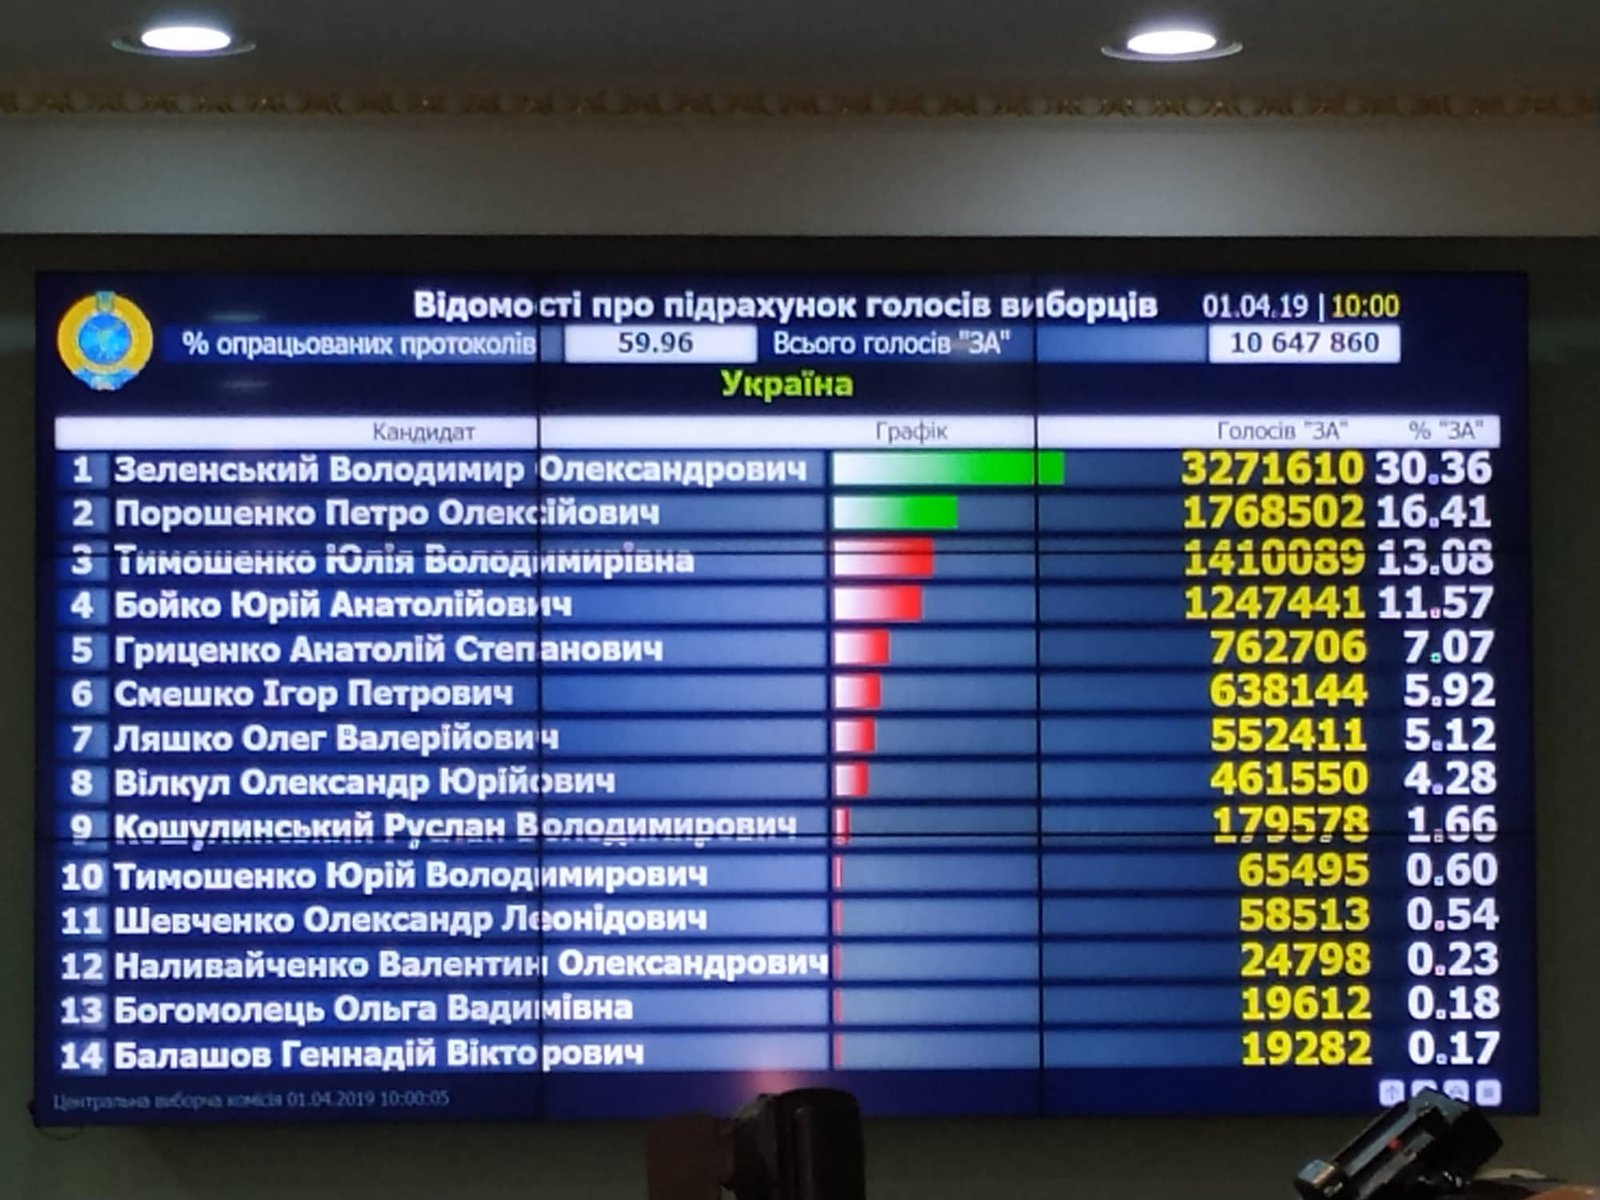 Відомості про підрахунок голосів виборців 01.04.19 | 10:00
% опрацьованих протоколів 59.96 Всього голосів "ЗА" 10 647 860
Україна
Кандидат Графік Голосів "ЗА" % "ЗА"
1 Зеленський Володимир Олександрович 3271610 30.36
2 Порошенко Петро Олексійович 1768502 16.41
3 Тимошенко Юлія Володимирівна 1410089 13.08
4 Бойко Юрій Анатолійович 1247441 11.57
5 Гриценко Анатолій Степанович 762706 7.07
6 Смешко Ігор Петрович 638144 5.92
7 Ляшко Олег Валерійович 552411 5.12
8 Вілкул Олександр Юрійович 461550 4.28
9 Кошулинський Руслан Володимирович 179578 1.66
10 Тимошенко Юрій Володимирович 65495 0.60
11 Шевченко Олександр Леонідович 58513 0.54
12 Наливайченко Валентин Олександрович 24798 0.23
13 Богомолець Ольга Вадимівна 19612 0.18
14 Балашов Геннадій Вікторович 19282 0.17
Центральна виборча комісія 01.04.2019 10:00:05